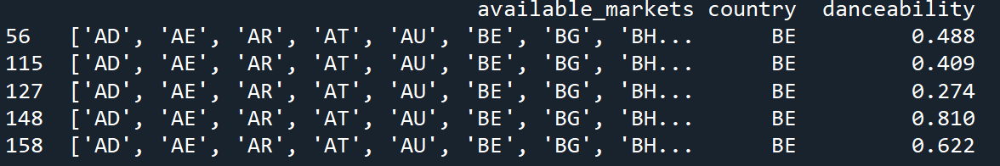 available_markets country danceability
56 ['AD', 'AE', 'AR', 'AT', 'AU', 'BE', 'BG', 'BH... BE 0.488
115 ['AD', 'AE', 'AR', 'AT', 'AU', 'BE', 'BG', 'BH... BE 0.409
127 ['AD', 'AE', 'AR', 'AT', 'AU', 'BE', 'BG', 'BH... BE 0.274
148 ['AD', 'AE', 'AR', 'AT', 'AU', 'BE', 'BG', 'BH... BE 0.810
158 ['AD', 'AE', 'AR', 'AT', 'AU', 'BE', 'BG', 'BH... BE 0.622